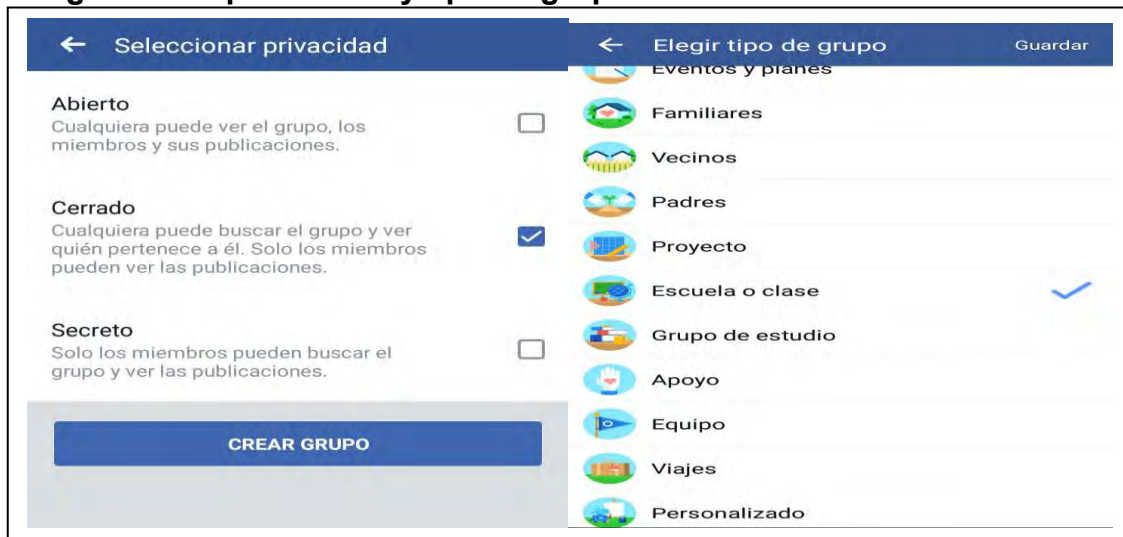 Seleccionar privacidad
Abierto
Cualquiera puede ver el grupo, los
miembros y sus publicaciones.
Cerrado
Cualquiera puede buscar el grupo y ver
quién pertenece a él. Solo los miembros
pueden ver las publicaciones.
Secreto
Solo los miembros pueden buscar el
grupo y ver las publicaciones.
CREAR GRUPO
Elegir tipo de grupo
Guardar
Eventos y planes
Familiares
Vecinos
Padres
Proyecto
Escuela o clase
Grupo de estudio
Apoyo
Equipo
Viajes
Personalizado